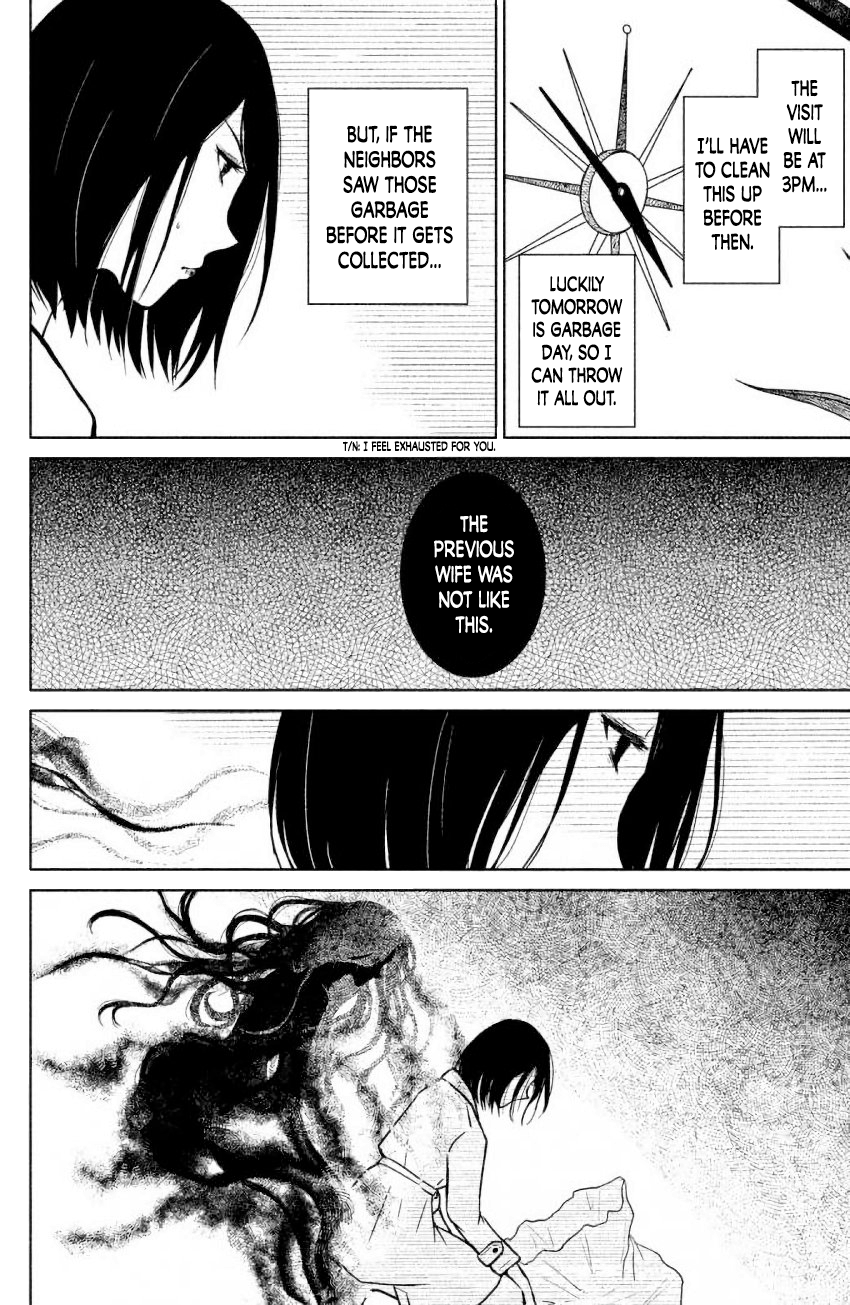 THE
VISIT
WILL
BE AT
3PM...
I'LL HAVE
TO CLEAN
THIS UP
BEFORE
THEN.
LUCKILY
TOMORROW
IS GARBAGE
DAY, SO I
CAN THROW
IT ALL OUT.
BUT, IF THE
NEIGHBORS
SAW THOSE
GARBAGE
BEFORE IT GETS
COLLECTED...
T/N: I FEEL EXHAUSTED FOR YOU.
THE
PREVIOUS
WIFE WAS
NOT LIKE
THIS.